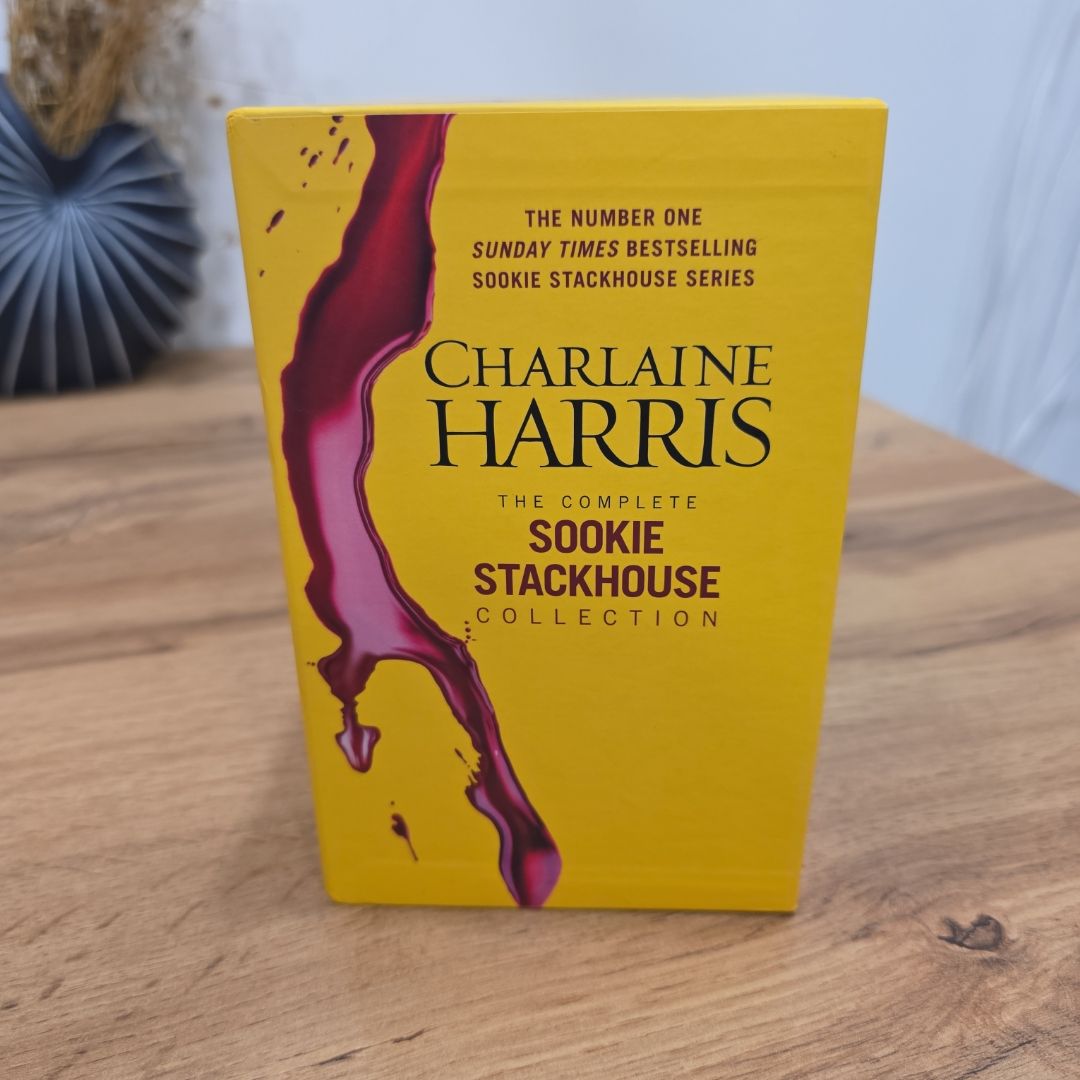 THE NUMBER ONE
SUNDAY TIMES BESTSELLING
SOOKIE STACKHOUSE SERIES
CHARLAINE
HARRIS
THE COMPLETE
SOOKIE
STACKHOUSE
COLLECTION